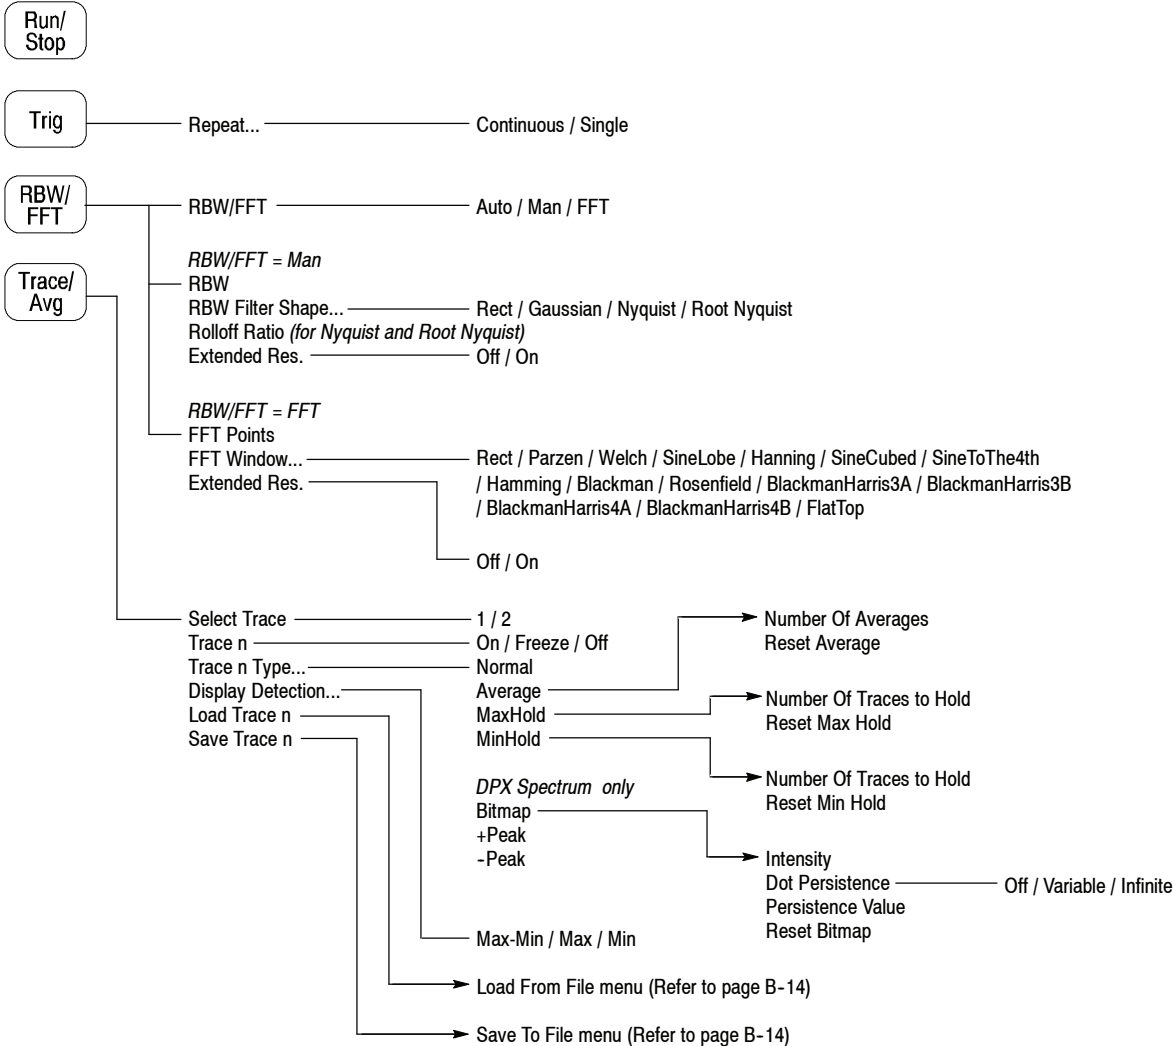 Run/
Stop
Trig
Repeat...
Continuous / Single
RBW/
FFT
RBW/FFT
Auto / Man / FFT
RBW/FFT = Man
RBW
RBW Filter Shape...
Rect / Gaussian / Nyquist / Root Nyquist
Rolloff Ratio (for Nyquist and Root Nyquist)
Extended Res.
Off / On
RBW/FFT = FFT
FFT Points
FFT Window...
Rect / Parzen / Welch / SineLobe / Hanning / SineCubed / SineToThe4th
/ Hamming / Blackman / Rosenfield / BlackmanHarris3A / BlackmanHarris3B
/ BlackmanHarris4A / BlackmanHarris4B / FlatTop
Extended Res.
Off / On
Trace/
Avg
Select Trace
1 / 2
Trace n
On / Freeze / Off
Trace n Type...
Normal
Average
Number Of Averages
Reset Average
MaxHold
Number Of Traces to Hold
Reset Max Hold
MinHold
Number Of Traces to Hold
Reset Min Hold
DPX Spectrum only
Bitmap
Intensity
Dot Persistence
Off / Variable / Infinite
Persistence Value
Reset Bitmap
+Peak
-Peak
Display Detection...
Max-Min / Max / Min
Load Trace n
Load From File menu (Refer to page B-14)
Save Trace n
Save To File menu (Refer to page B-14)